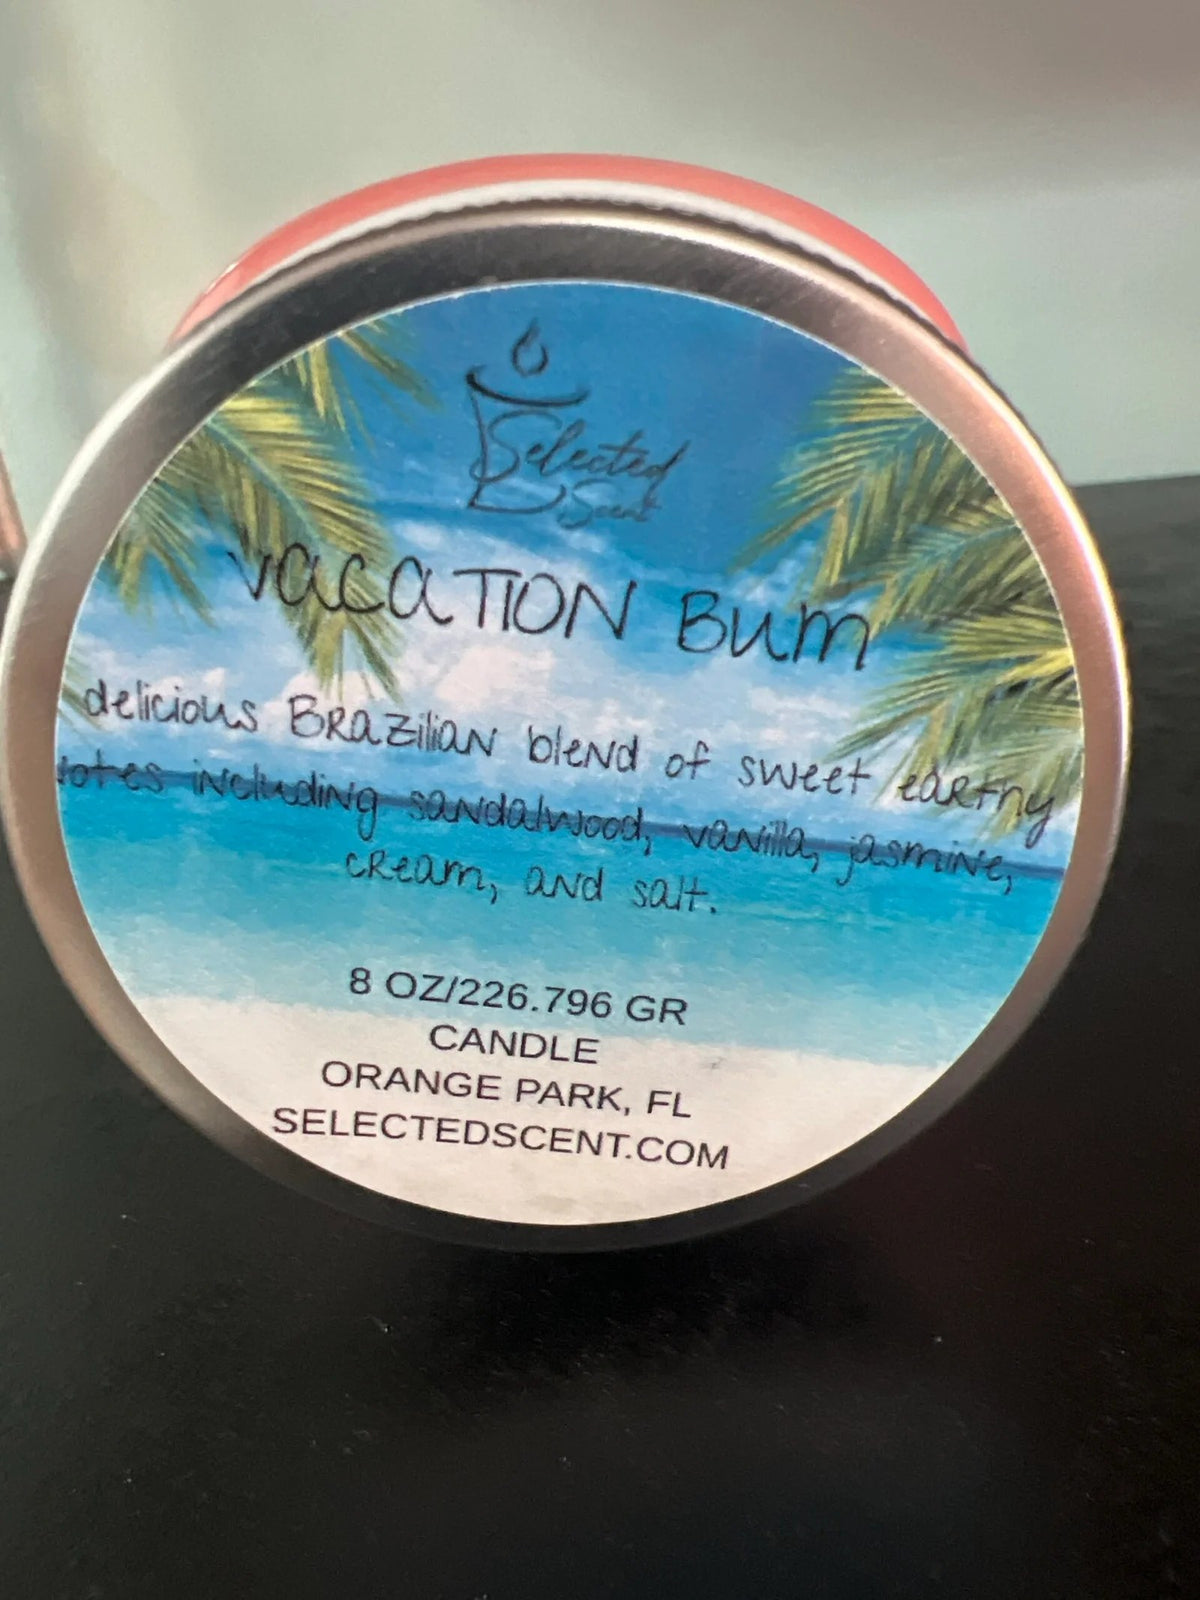 Selected
Scent
VACATION Bum
delicious BRAZiliAN bleNd of sweet earthy
notes including sandalwood, vanilla, jasmine,
cream, and salt.
8 OZ/226.796 GR
CANDLE
ORANGE PARK, FL
SELECTEDSCENT.COM